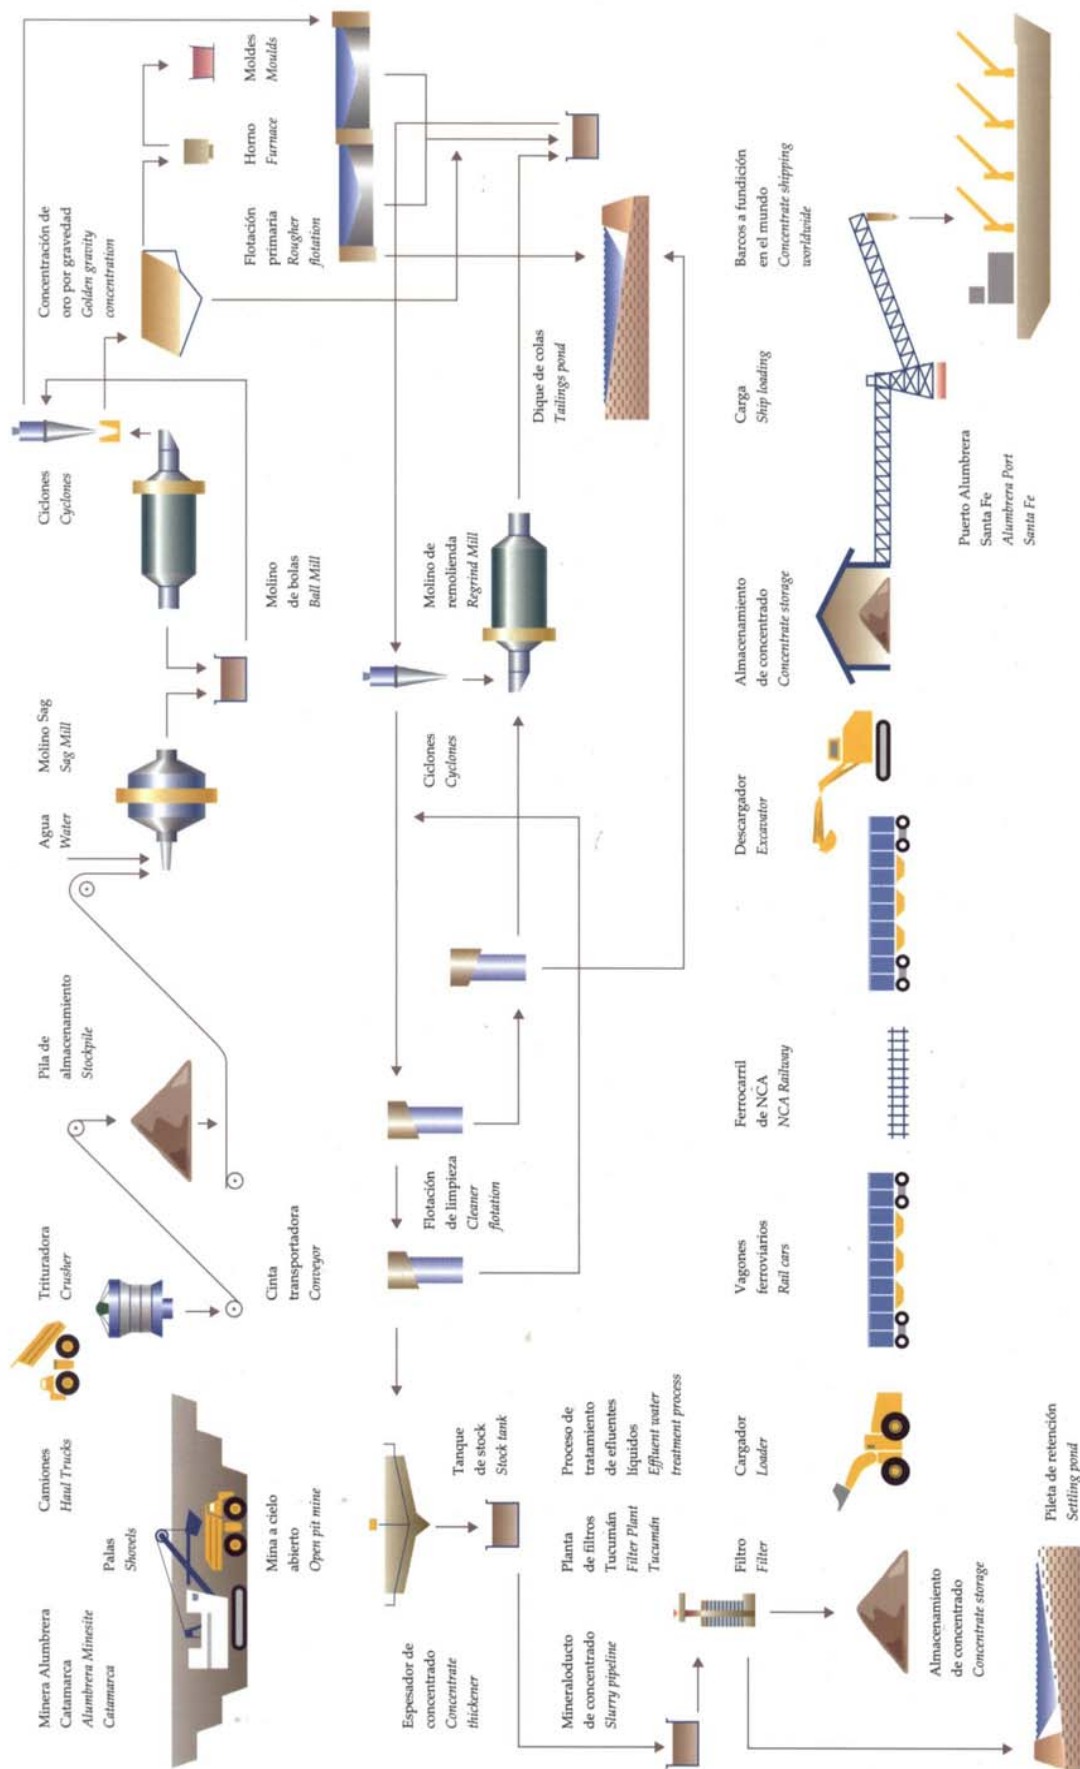 Minera Alumbrera
Catamarca
Alumbrera Minesite
Catamarca
Palas
Shovels
Camiones
Haul Trucks
Trituradora
Crusher
Pila de
almacenamiento
Stockpile
Agua
Water
Molino Sag
Sag Mill
Ciclones
Cyclones
Concentración de
oro por gravedad
Golden gravity
concentration
Mina a cielo
abierto
Open pit mine
Cinta
transportadora
Conveyor
Molino
de bolas
Ball Mill
Flotación
primaria
Rougher
flotation
Horno
Furnace
Moldes
Moulds
Espesador de
concentrado
Concentrate
thickener
Tanque
de stock
Stock tank
Flotación
de limpieza
Cleaner
flotation
Ciclones
Cyclones
Molino de
remolienda
Regrind Mill
Dique de colas
Tailings pond
Mineraloducto
de concentrado
Slurry pipeline
Planta
de filtros
Tucumán
Filter Plant
Tucumán
Proceso de
tratamiento
de efluentes
líquidos
Effluent water
treatment process
Filtro
Filter
Cargador
Loader
Vagones
ferroviarios
Rail cars
Ferrocarril
de NCA
NCA Railway
Descargador
Excavator
Almacenamiento
de concentrado
Concentrate storage
Carga
Ship loading
Barcos a fundición
en el mundo
Concentrate shipping
worldwide
Almacenamiento
de concentrado
Concentrate storage
Puerto Alumbrera
Santa Fe
Alumbrera Port
Santa Fe
Pileta de retención
Settling pond